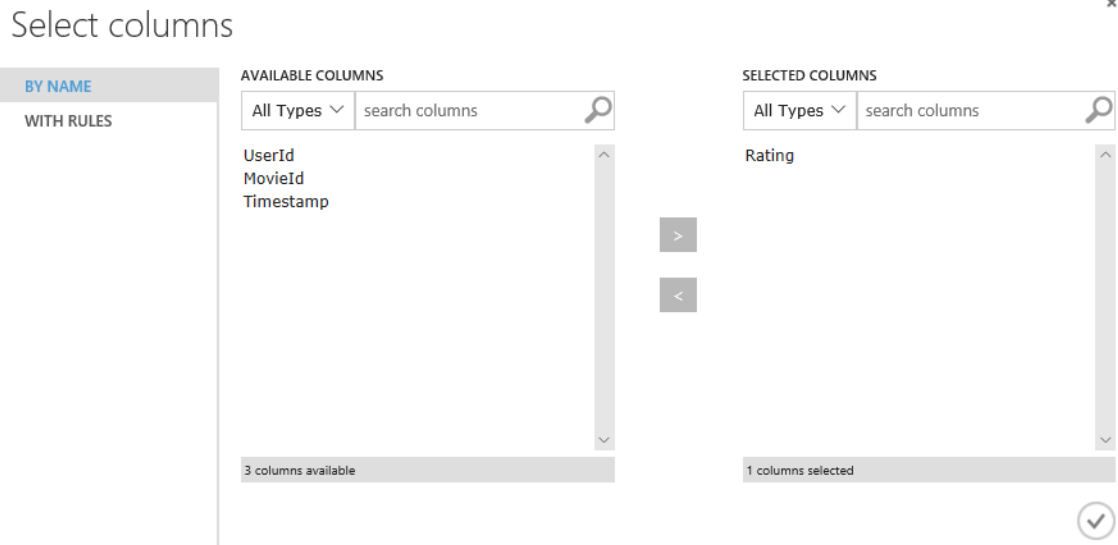 Select columns
BY NAME
WITH RULES
AVAILABLE COLUMNS
All Types search columns
UserId
MovieId
Timestamp
3 columns available
>
<
SELECTED COLUMNS
All Types search columns
Rating
1 columns selected